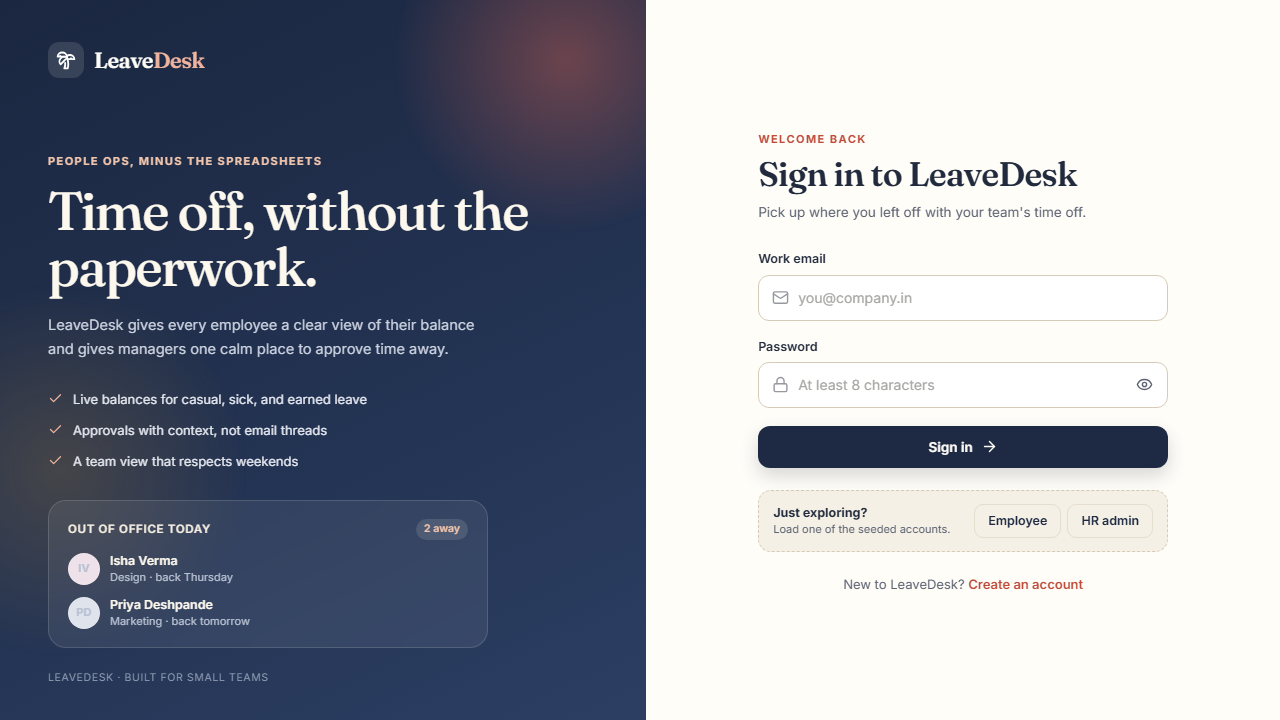 LeaveDesk
PEOPLE OPS, MINUS THE SPREADSHEETS
Time off, without the
paperwork.
LeaveDesk gives every employee a clear view of their balance
and gives managers one calm place to approve time away.
Live balances for casual, sick, and earned leave
Approvals with context, not email threads
A team view that respects weekends
OUT OF OFFICE TODAY
2 away
IV
Isha Verma
Design · back Thursday
PD
Priya Deshpande
Marketing · back tomorrow
LEAVEDESK · BUILT FOR SMALL TEAMS
WELCOME BACK
Sign in to LeaveDesk
Pick up where you left off with your team's time off.
Work email
you@company.in
Password
At least 8 characters
Sign in
Just exploring?
Load one of the seeded accounts.
Employee
HR admin
New to LeaveDesk? Create an account